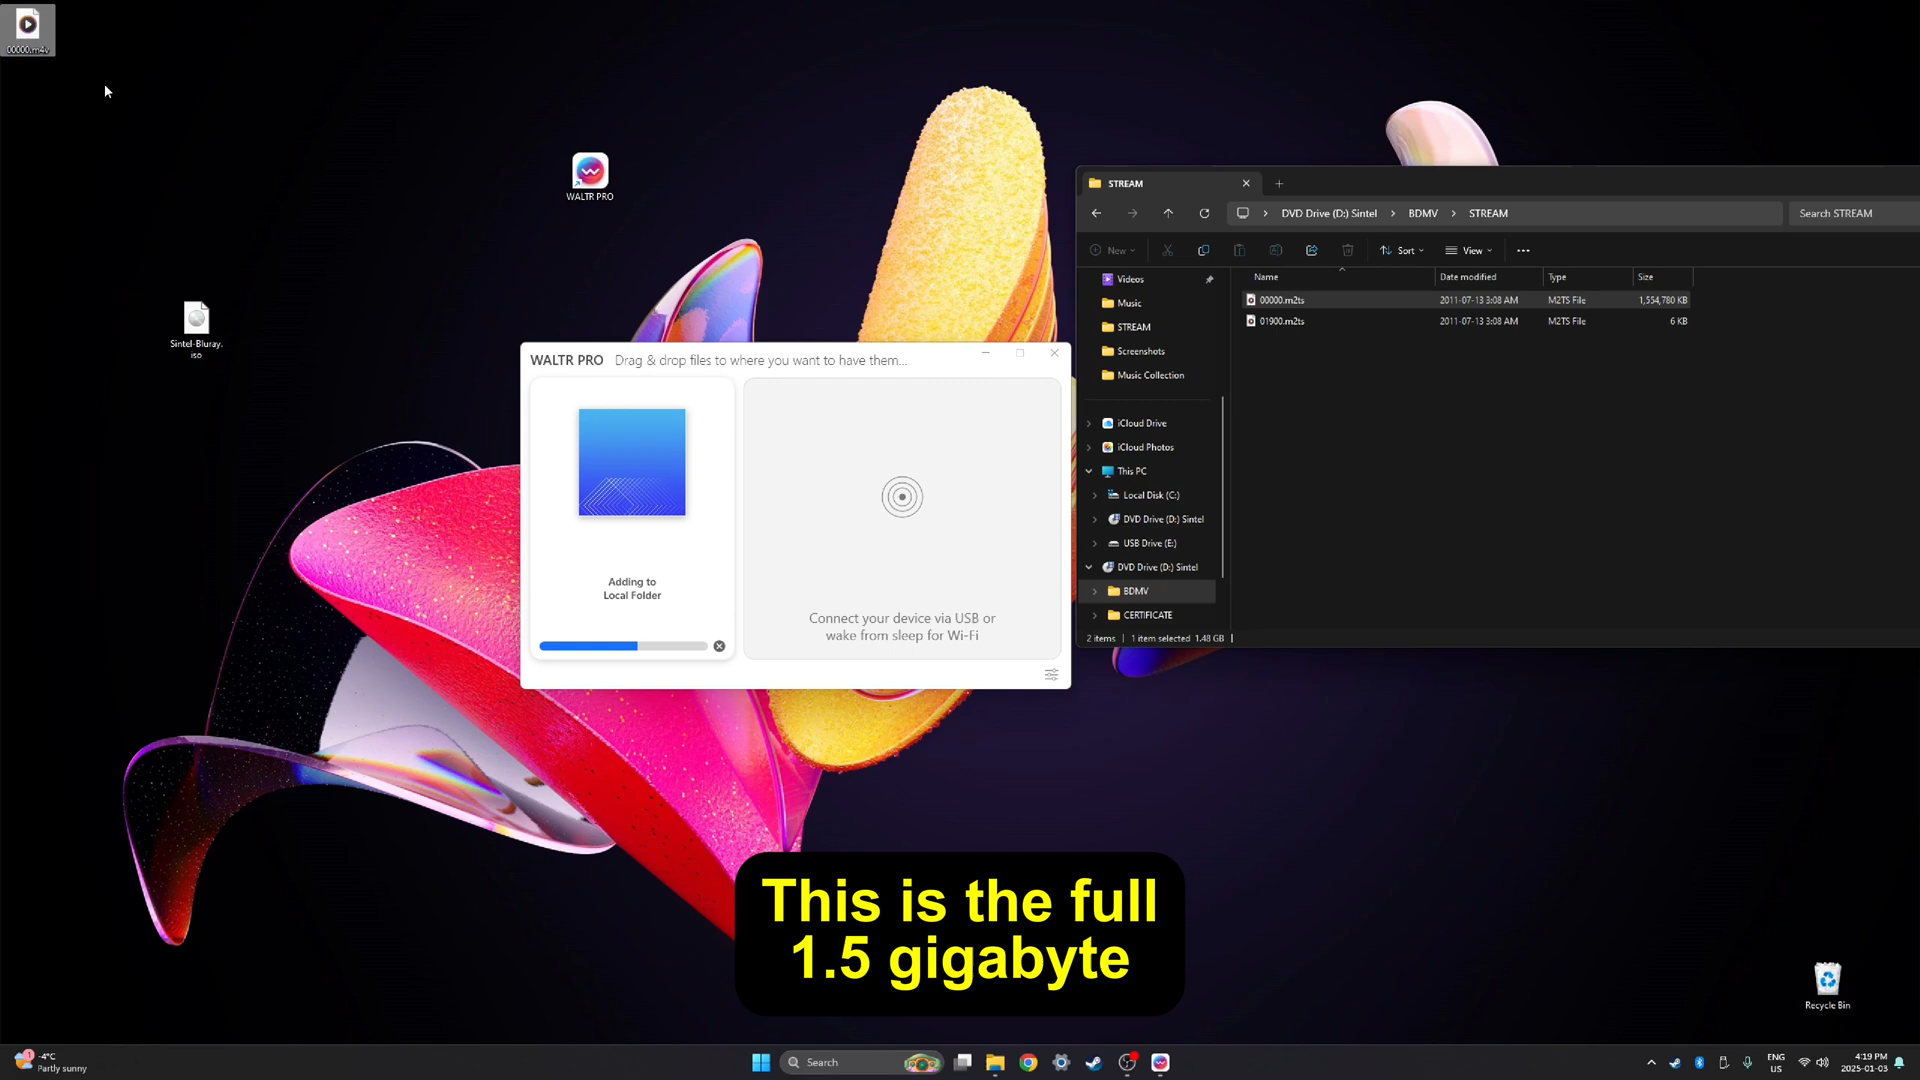 00000.m4v
WALTR PRO
Sintel-Bluray.
iso
WALTR PRO
Drag & drop files to where you want to have them...
Adding to
Local Folder
Connect your device via USB or
wake from sleep for Wi-Fi
STREAM
DVD Drive (D:) Sintel
BDMV
STREAM
Search STREAM
New
Sort
View
Name
Date modified
Type
Size
00000.m2ts
2011-07-13 3:08 AM
M2TS File
1,554,780 KB
01900.m2ts
2011-07-13 3:08 AM
M2TS File
6 KB
Videos
Music
STREAM
Screenshots
Music Collection
iCloud Drive
iCloud Photos
This PC
Local Disk (C:)
DVD Drive (D:) Sintel
USB Drive (E:)
DVD Drive (D:) Sintel
BDMV
CERTIFICATE
2 items
1 item selected 1.48 GB
This is the full
1.5 gigabyte
Recycle Bin
1
-4°C
Partly sunny
Search
ENG
US
4:19 PM
2025-01-03